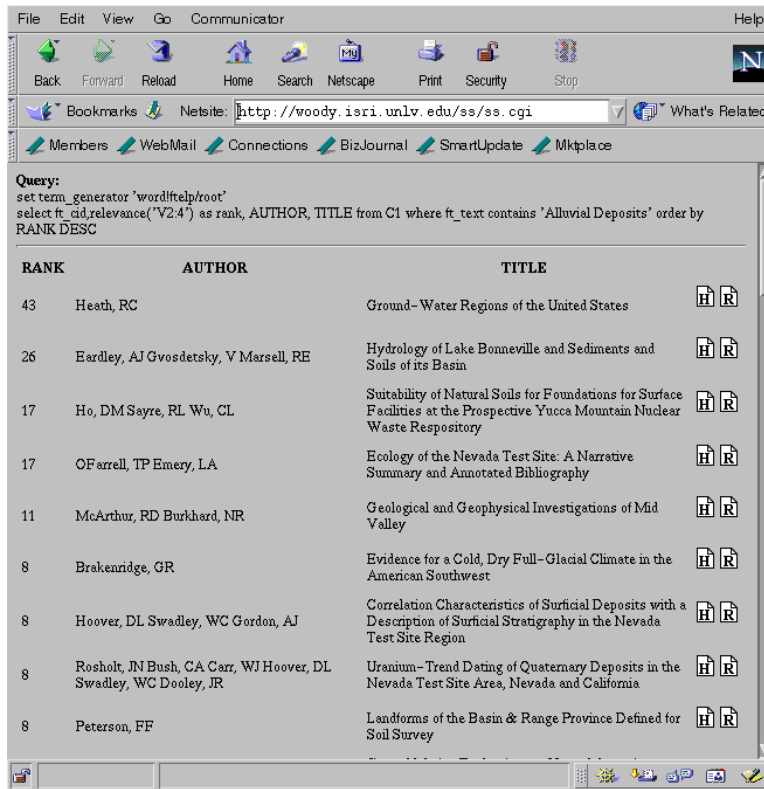 File Edit View Go Communicator Help
Back Forward Reload Home Search Netscape Print Security Stop
My
N
Bookmarks Netsite: http://woody.isri.unlv.edu/ss/ss.cgi What's Related
Members WebMail Connections BizJournal SmartUpdate Mktplace
Query:
set term_generator 'word!ftelp/root'
select ft_cid,relevance('V2:4') as rank, AUTHOR, TITLE from C1 where ft_text contains 'Alluvial Deposits' order by
RANK DESC
RANK AUTHOR TITLE
43 Heath, RC Ground-Water Regions of the United States H R
26 Eardley, AJ Gvosdetsky, V Marsell, RE Hydrology of Lake Bonneville and Sediments and H R
Soils of its Basin
Suitability of Natural Soils for Foundations for Surface
17 Ho, DM Sayre, RL Wu, CL Facilities at the Prospective Yucca Mountain Nuclear H R
Waste Respository
17 OFarrell, TP Emery, LA Ecology of the Nevada Test Site: A Narrative H R
Summary and Annotated Bibliography
11 McArthur, RD Burkhard, NR Geological and Geophysical Investigations of Mid H R
Valley
8 Brakenridge, GR Evidence for a Cold, Dry Full-Glacial Climate in the H R
American Southwest
Correlation Characteristics of Surficial Deposits with a
8 Hoover, DL Swadley, WC Gordon, AJ Description of Surficial Stratigraphy in the Nevada H R
Test Site Region
8 Rosholt, JN Bush, CA Carr, WJ Hoover, DL Uranium-Trend Dating of Quaternary Deposits in the H R
Swadley, WC Dooley, JR Nevada Test Site Area, Nevada and California
8 Peterson, FF Landforms of the Basin & Range Province Defined for H R
Soil Survey